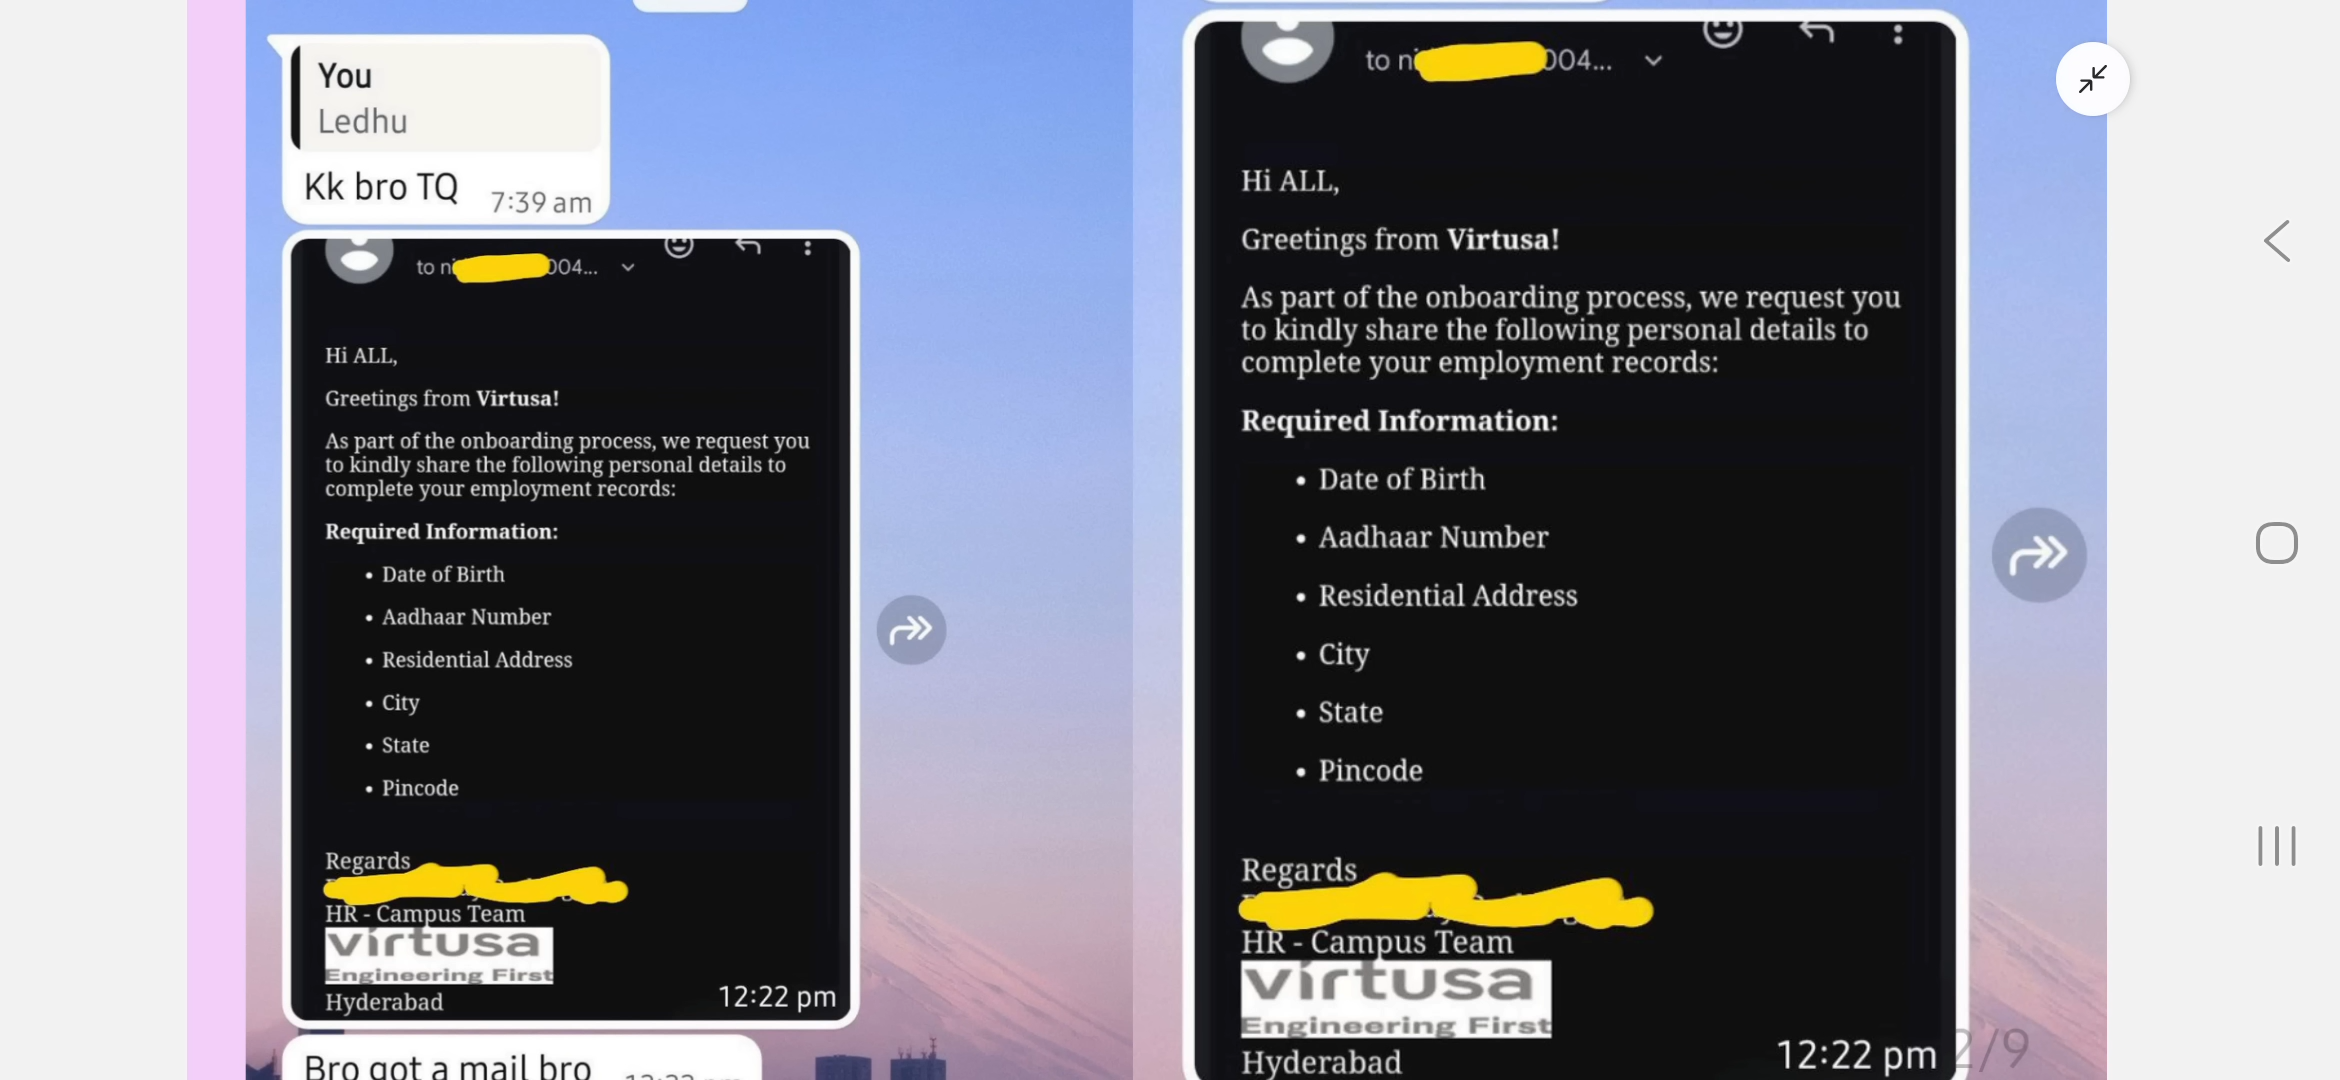 You
Ledhu
Kk bro TQ
7:39 am
to ni 004...
Hi ALL,
Greetings from Virtusa!
As part of the onboarding process, we request you
to kindly share the following personal details to
complete your employment records:
Required Information:
• Date of Birth
• Aadhaar Number
• Residential Address
• City
• State
• Pincode
Regards
HR - Campus Team
virtusa
Engineering First
Hyderabad
12:22 pm
Bro got a mail bro
to n 004...
Hi ALL,
Greetings from Virtusa!
As part of the onboarding process, we request you
to kindly share the following personal details to
complete your employment records:
Required Information:
• Date of Birth
• Aadhaar Number
• Residential Address
• City
• State
• Pincode
Regards
HR - Campus Team
virtusa
Engineering First
Hyderabad
12:22 pm
2/9